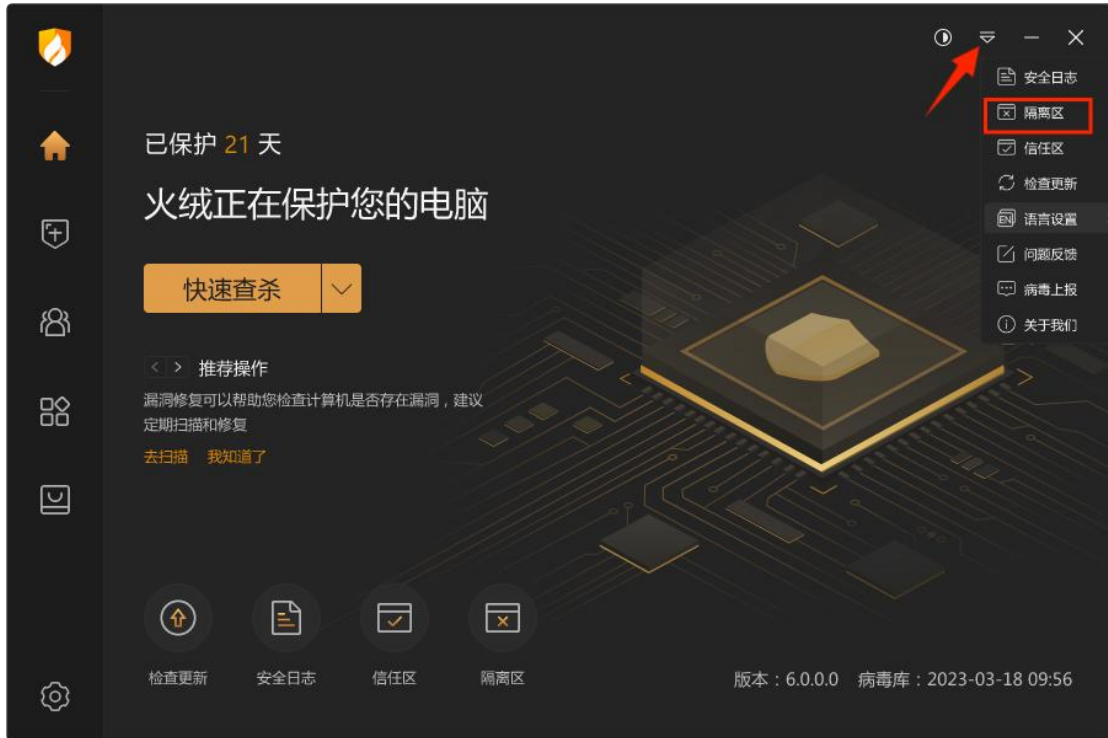 安全日志
隔离区
信任区
检查更新
EN 语言设置
问题反馈
病毒上报
关于我们
已保护 21 天
火绒正在保护您的电脑
快速查杀
推荐操作
漏洞修复可以帮助您检查计算机是否存在漏洞，建议
定期扫描和修复
去扫描 我知道了
检查更新 安全日志 信任区 隔离区
版本：6.0.0.0 病毒库：2023-03-18 09:56